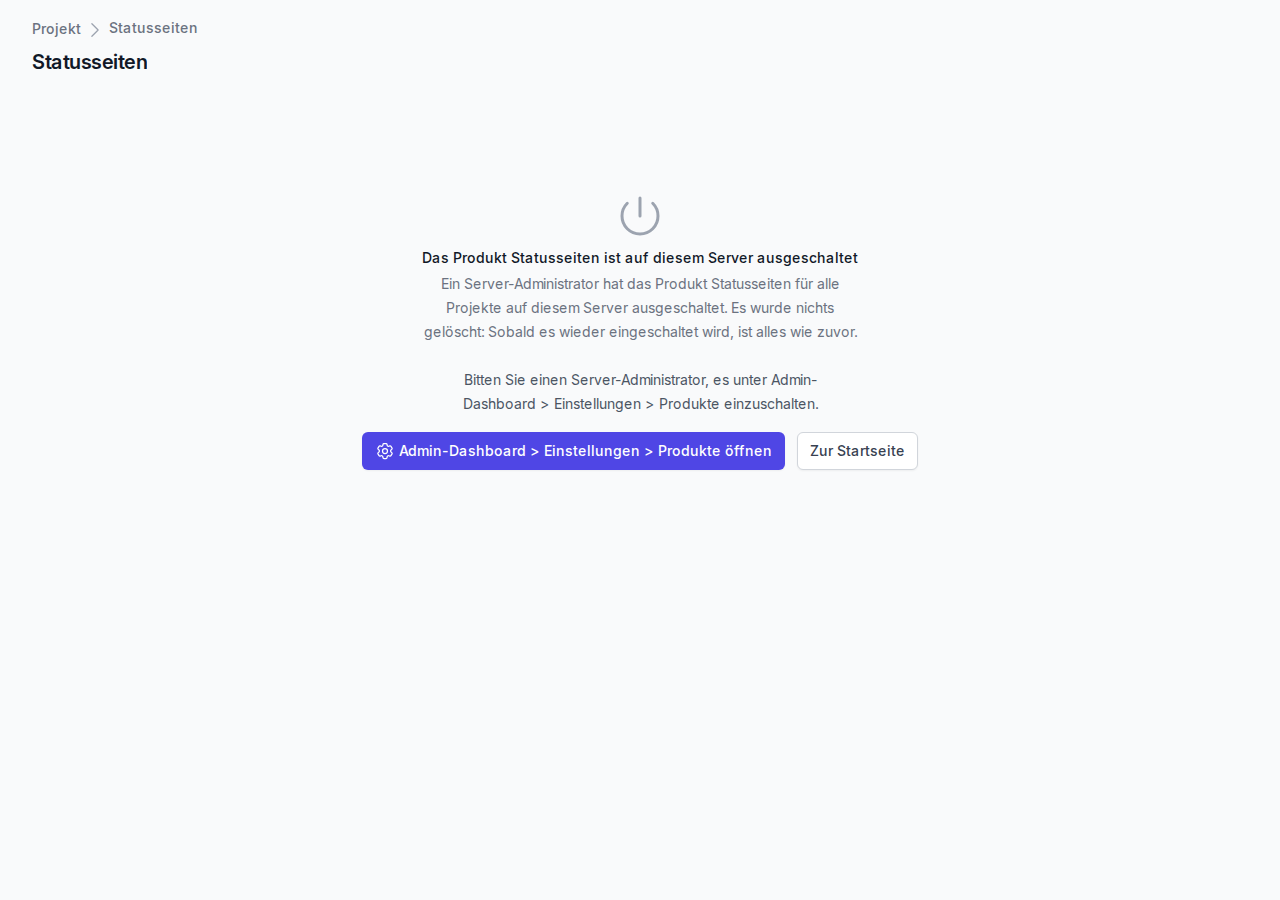 Projekt
Statusseiten
Statusseiten
Das Produkt Statusseiten ist auf diesem Server ausgeschaltet
Ein Server-Administrator hat das Produkt Statusseiten für alle
Projekte auf diesem Server ausgeschaltet. Es wurde nichts
gelöscht: Sobald es wieder eingeschaltet wird, ist alles wie zuvor.
Bitten Sie einen Server-Administrator, es unter Admin-
Dashboard > Einstellungen > Produkte einzuschalten.
Admin-Dashboard > Einstellungen > Produkte öffnen
Zur Startseite